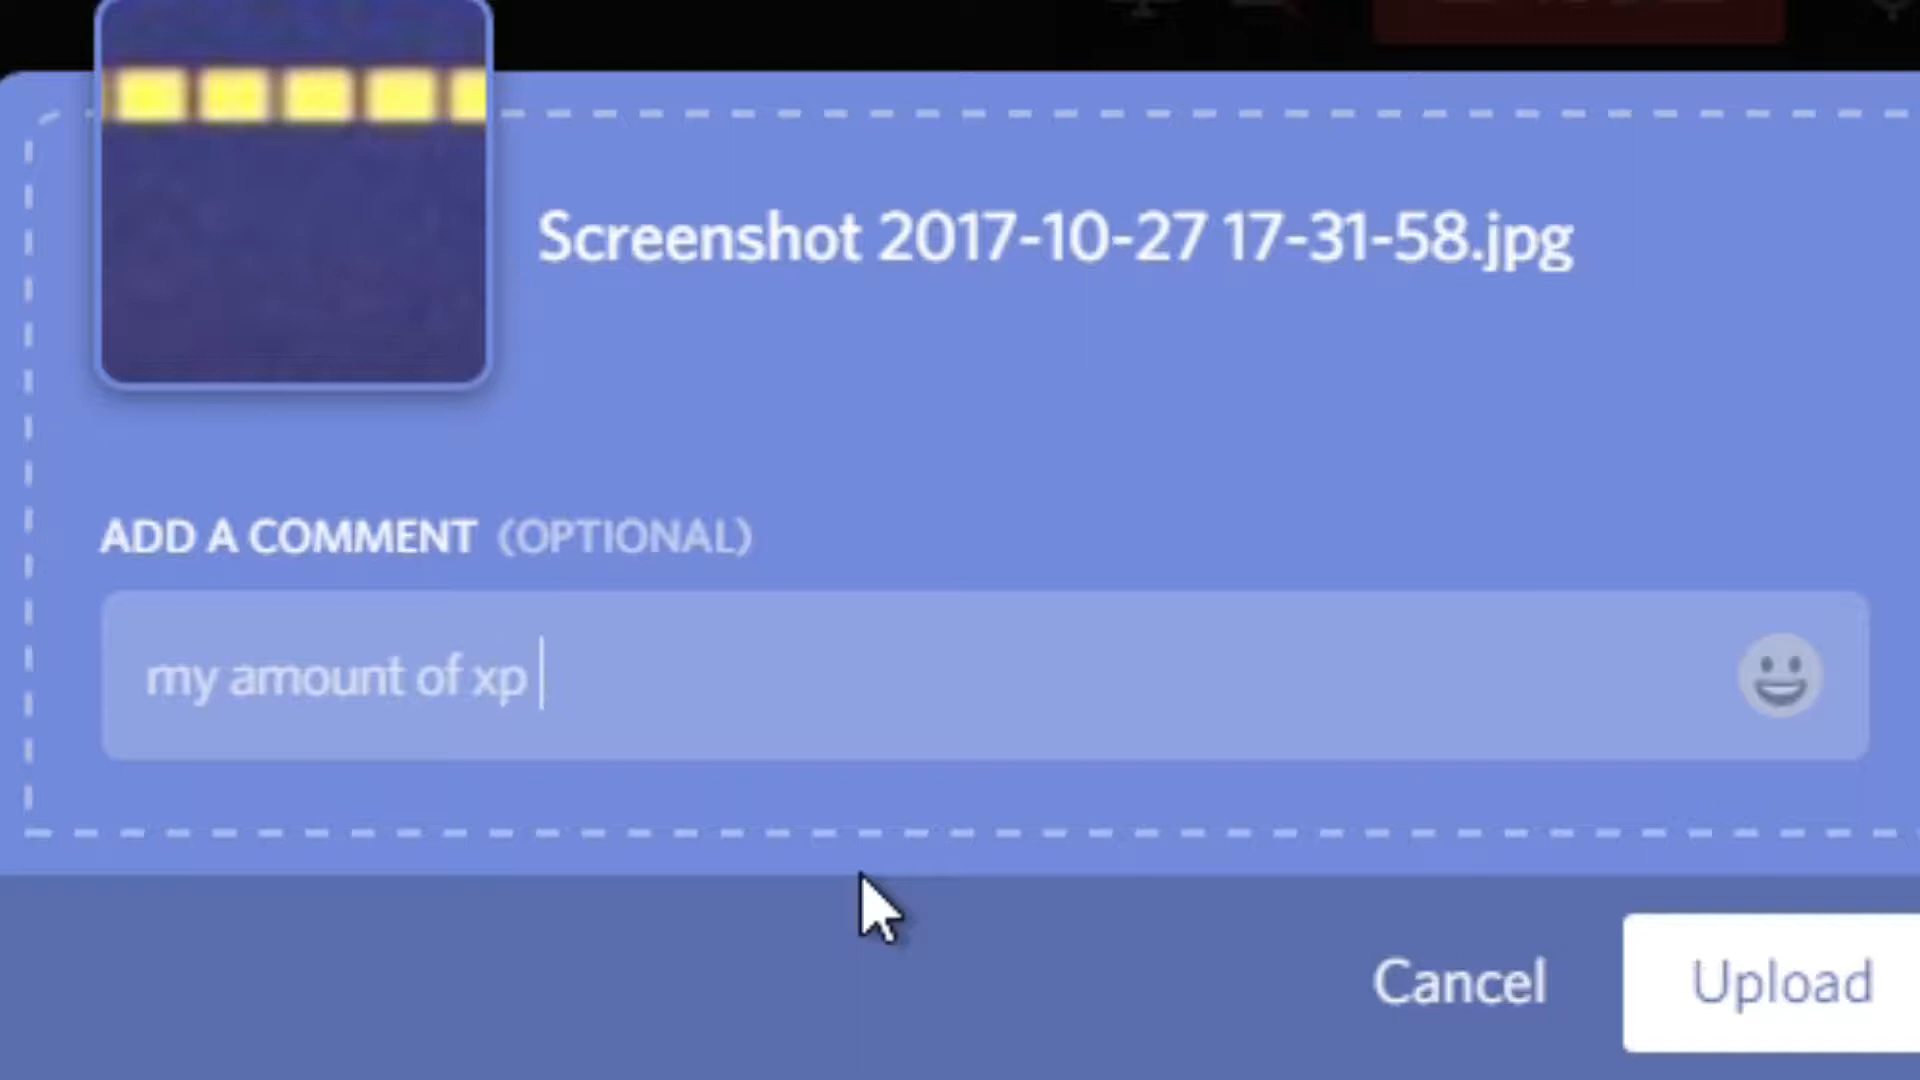 Screenshot 2017-10-27 17-31-58.jpg
ADD A COMMENT (OPTIONAL)
my amount of xp
Cancel
Upload